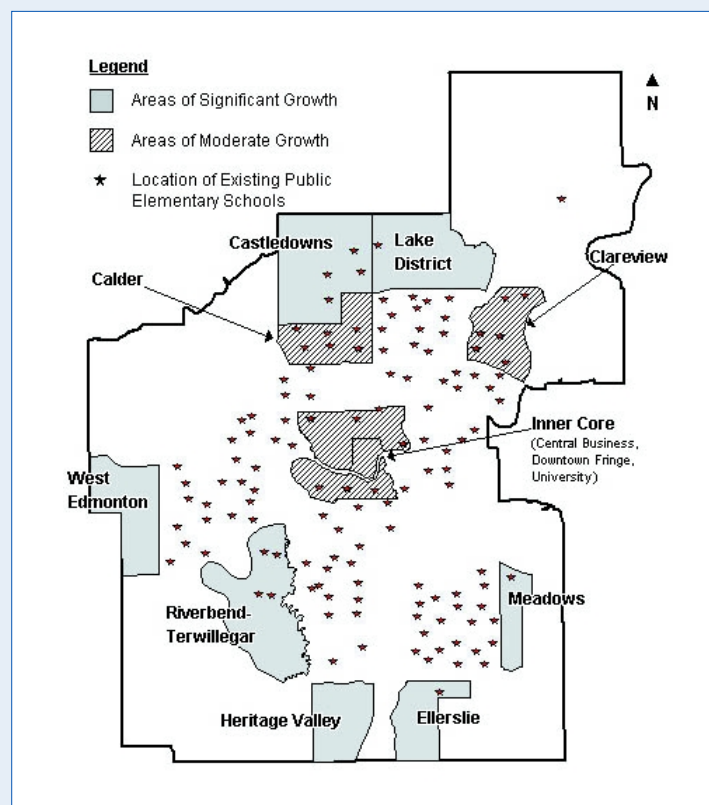 Legend
Areas of Significant Growth
Areas of Moderate Growth
Location of Existing Public
Elementary Schools
N
Castledowns
Lake
District
Clareview
Calder
Inner Core
(Central Business,
Downtown Fringe,
University)
West
Edmonton
Riverbend-
Terwillegar
Meadows
Heritage Valley
Ellerslie